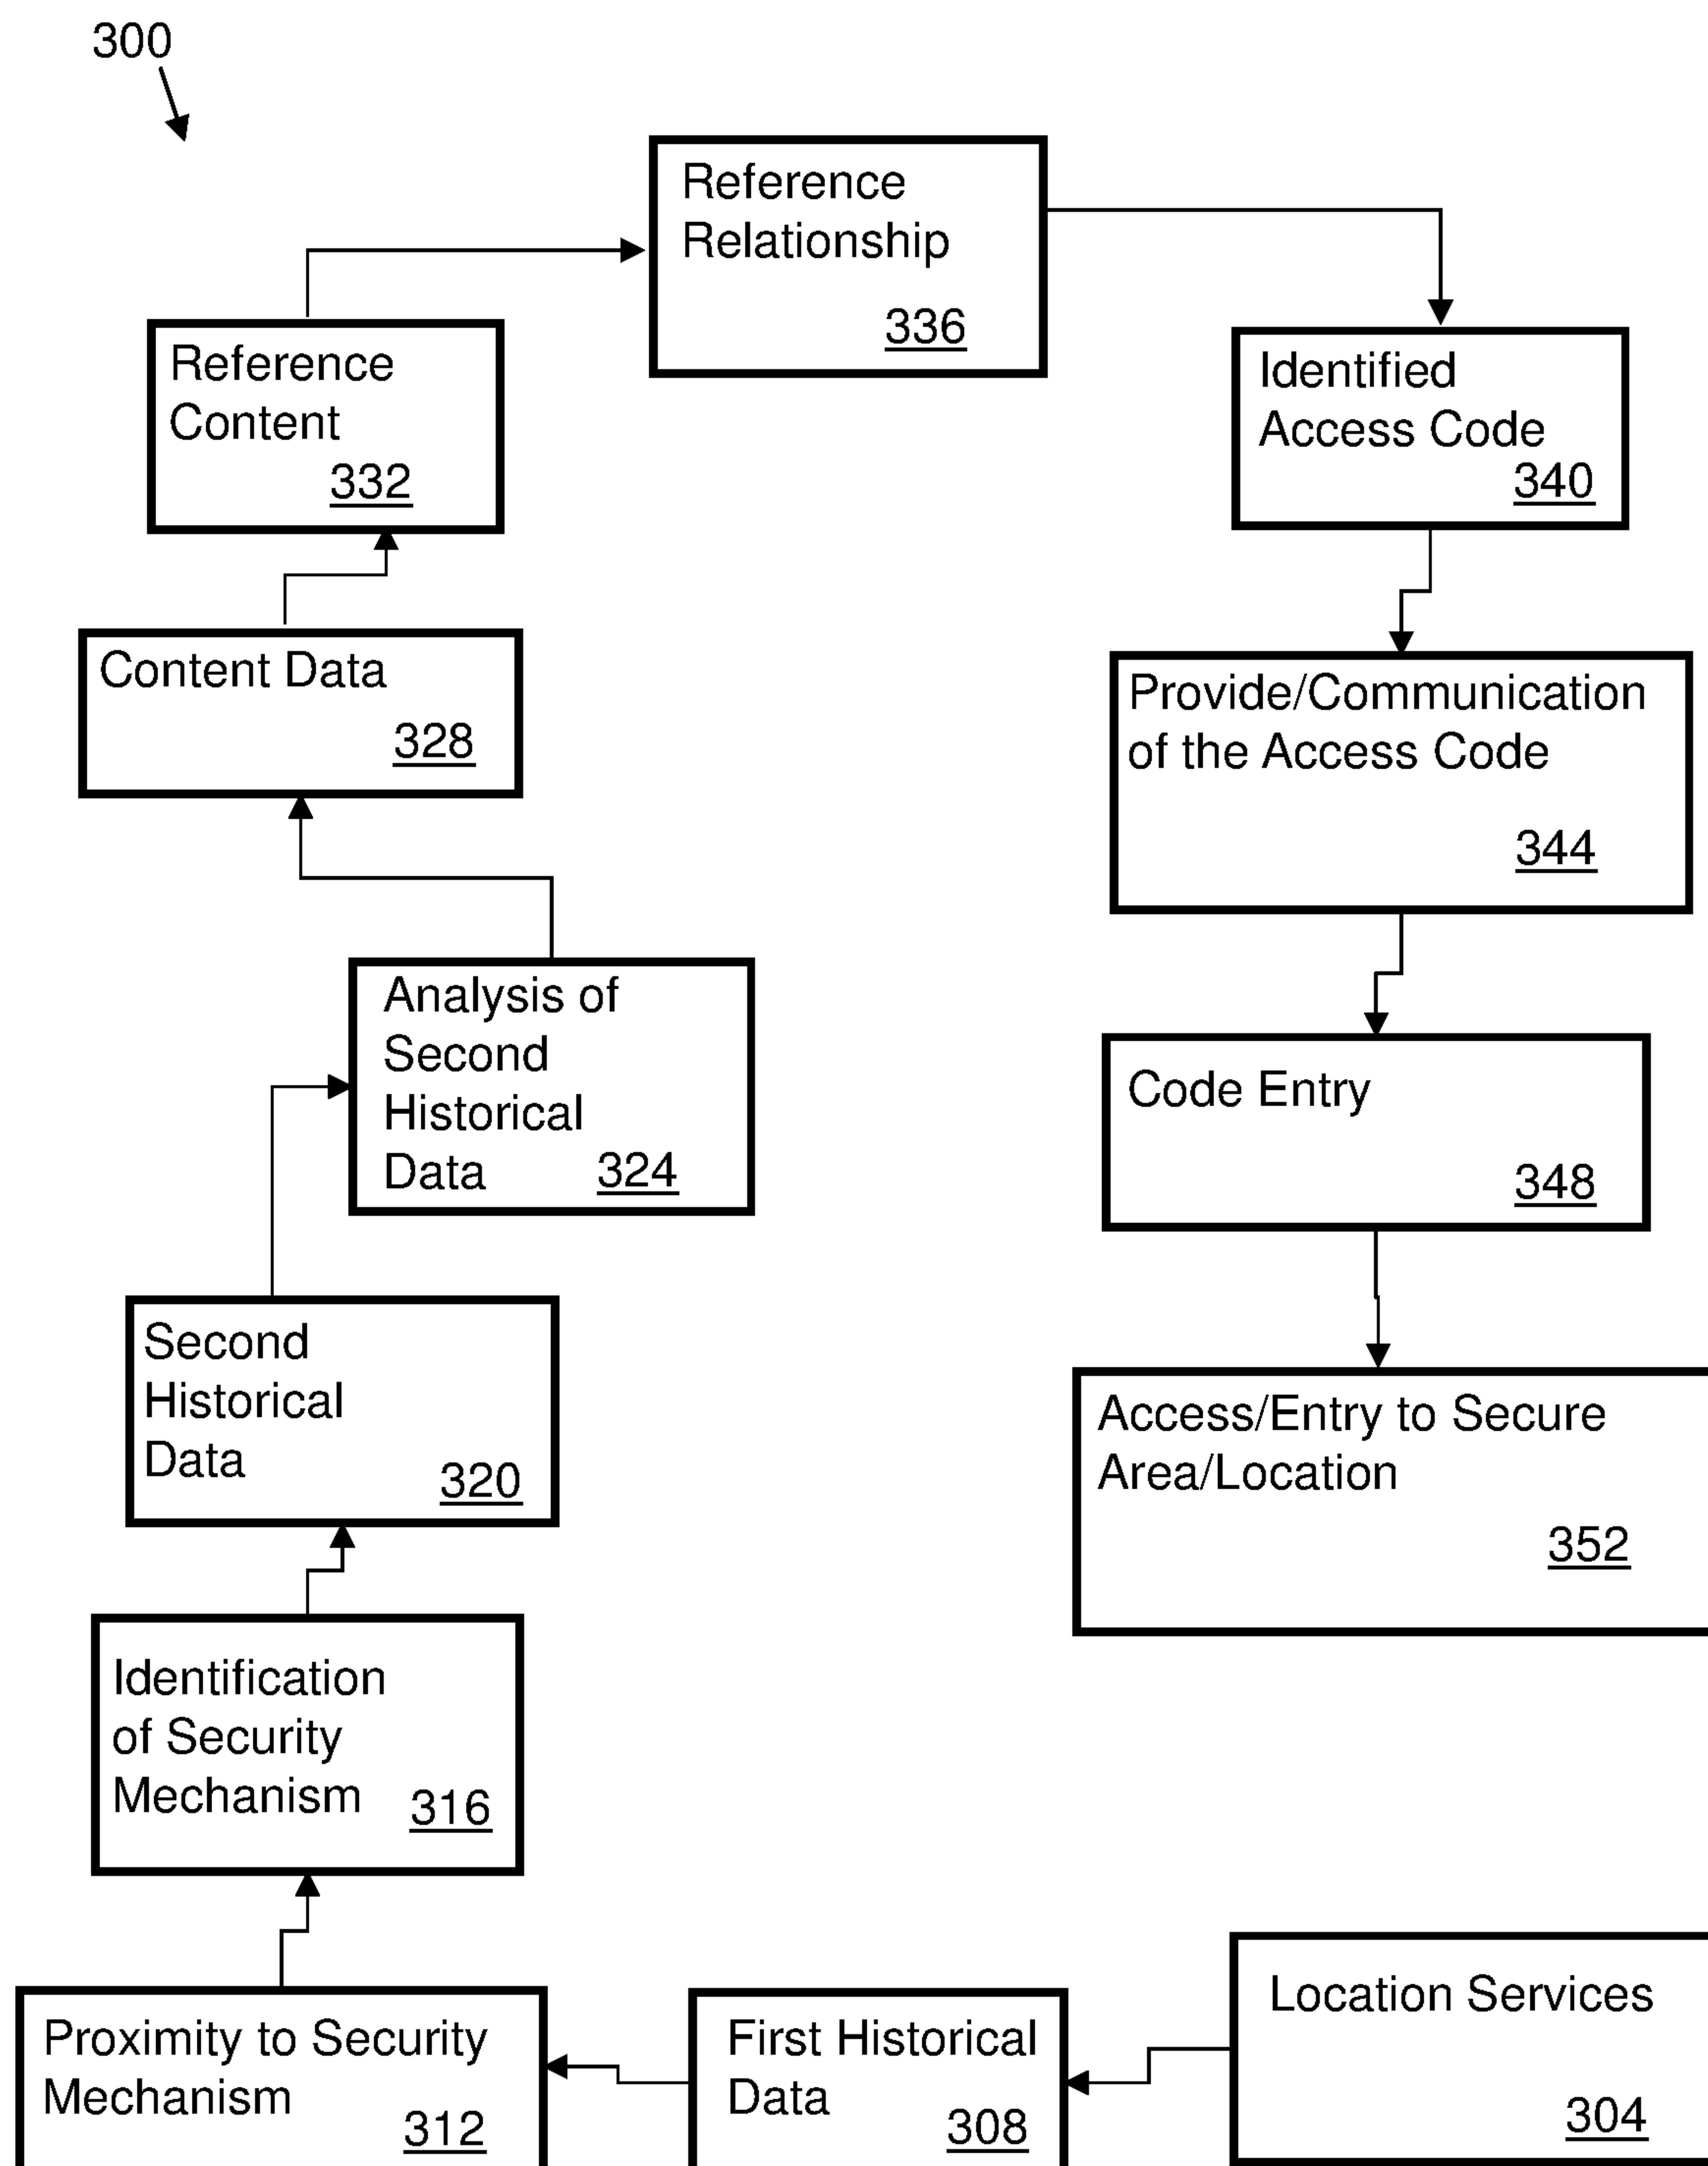 300
Reference
Relationship
336
Reference
Content
332
Identified
Access Code
340
Content Data
328
Provide/Communication
of the Access Code
344
Analysis of
Second
Historical
Data 324
Code Entry
348
Second
Historical
Data 320
Access/Entry to Secure
Area/Location
352
Identification
of Security
Mechanism 316
Proximity to Security
Mechanism
312
First Historical
Data
308
Location Services
304